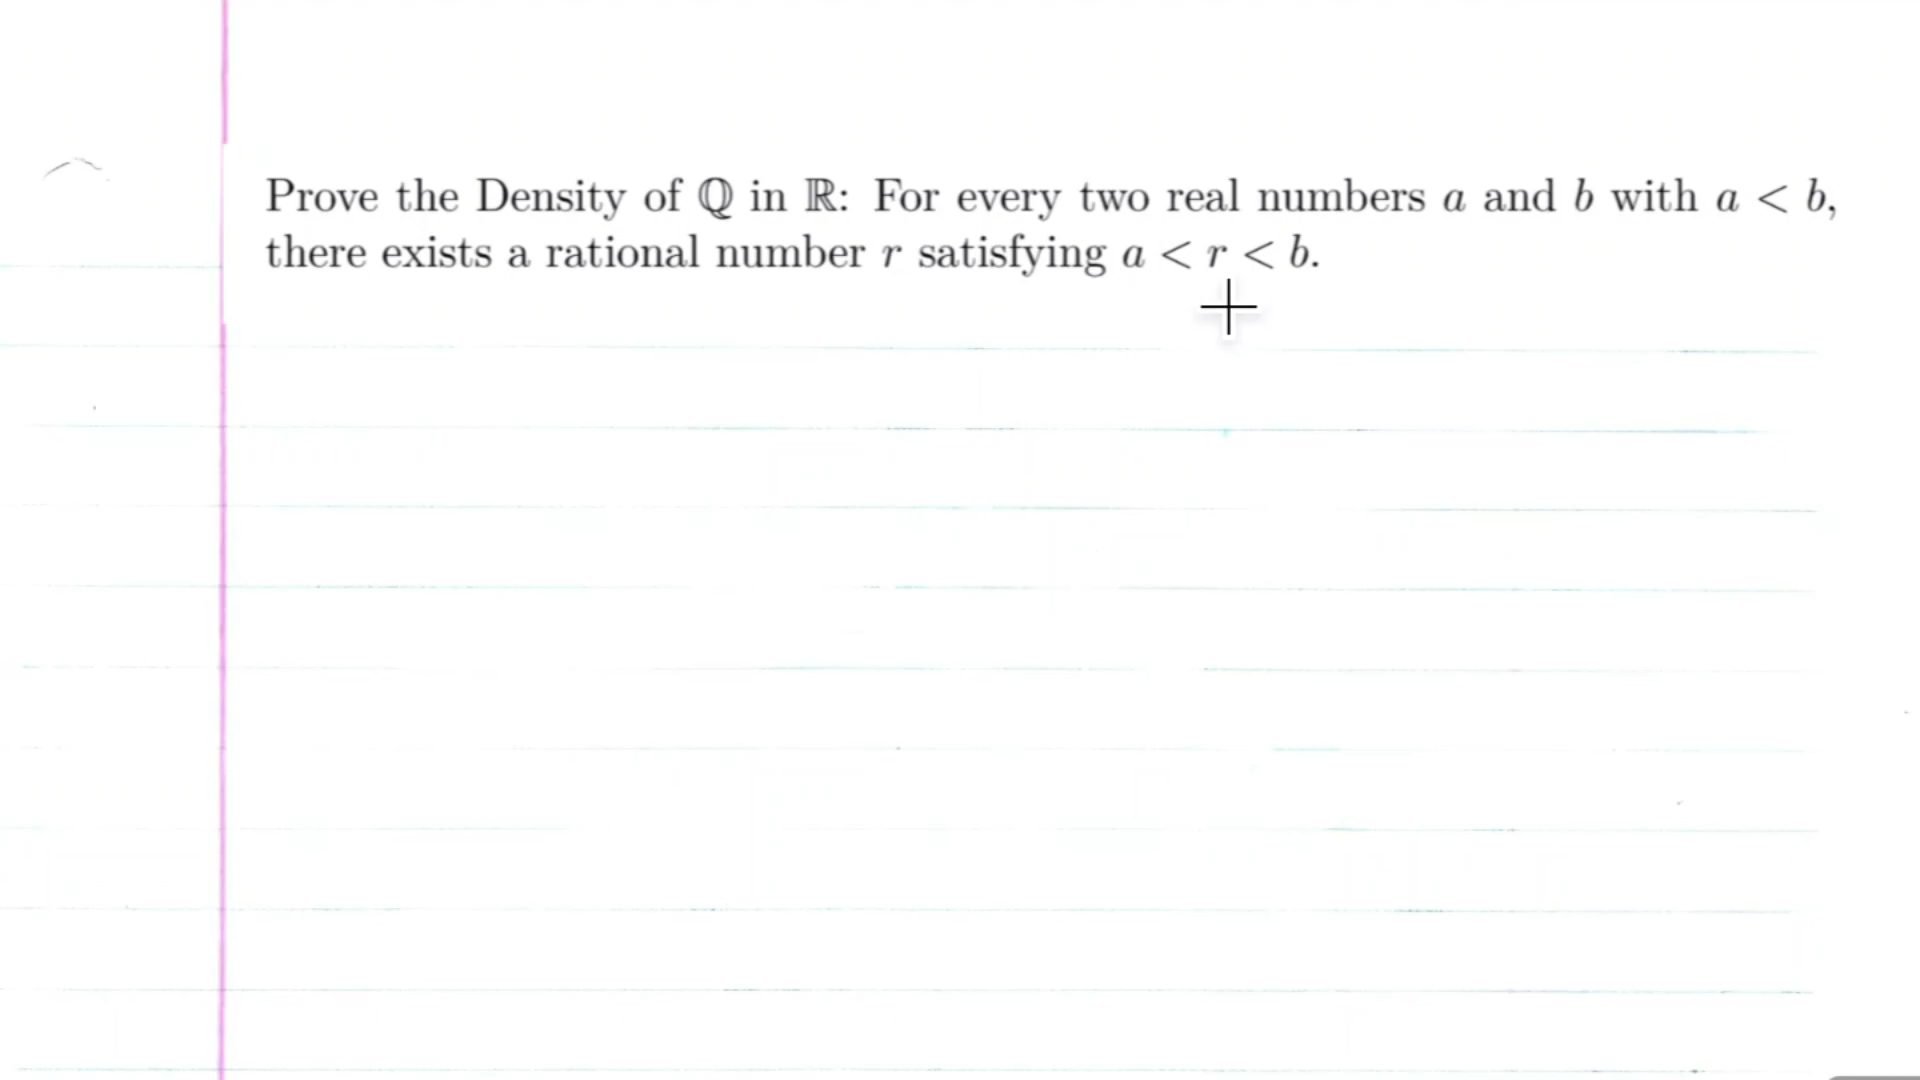 Prove the Density of ℚ in ℝ: For every two real numbers a and b with a < b,
there exists a rational number r satisfying a < r < b.